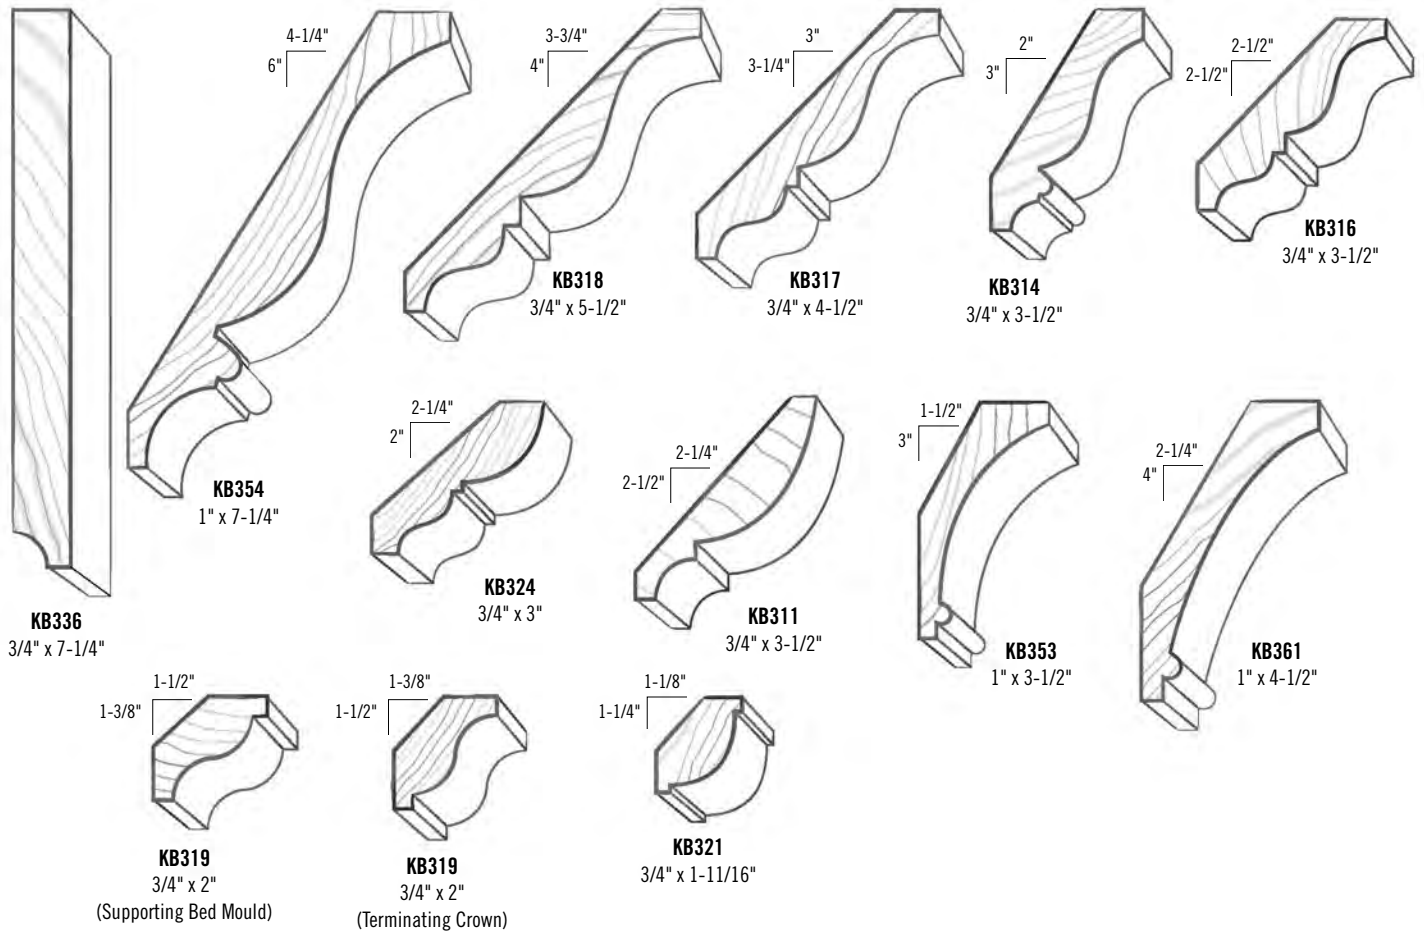 4-1/4"
6"
3-3/4"
4"
3"
3-1/4"
2"
3"
2-1/2"
2-1/2"
KB316
3/4" x 3-1/2"
KB318
3/4" x 5-1/2"
KB317
3/4" x 4-1/2"
KB314
3/4" x 3-1/2"
KB354
1" x 7-1/4"
2-1/4"
2"
2-1/4"
2-1/2"
1-1/2"
3"
2-1/4"
4"
KB336
3/4" x 7-1/4"
KB324
3/4" x 3"
KB311
3/4" x 3-1/2"
KB353
1" x 3-1/2"
KB361
1" x 4-1/2"
1-1/2"
1-3/8"
1-3/8"
1-1/2"
1-1/8"
1-1/4"
KB319
3/4" x 2"
(Supporting Bed Mould)
KB319
3/4" x 2"
(Terminating Crown)
KB321
3/4" x 1-11/16"